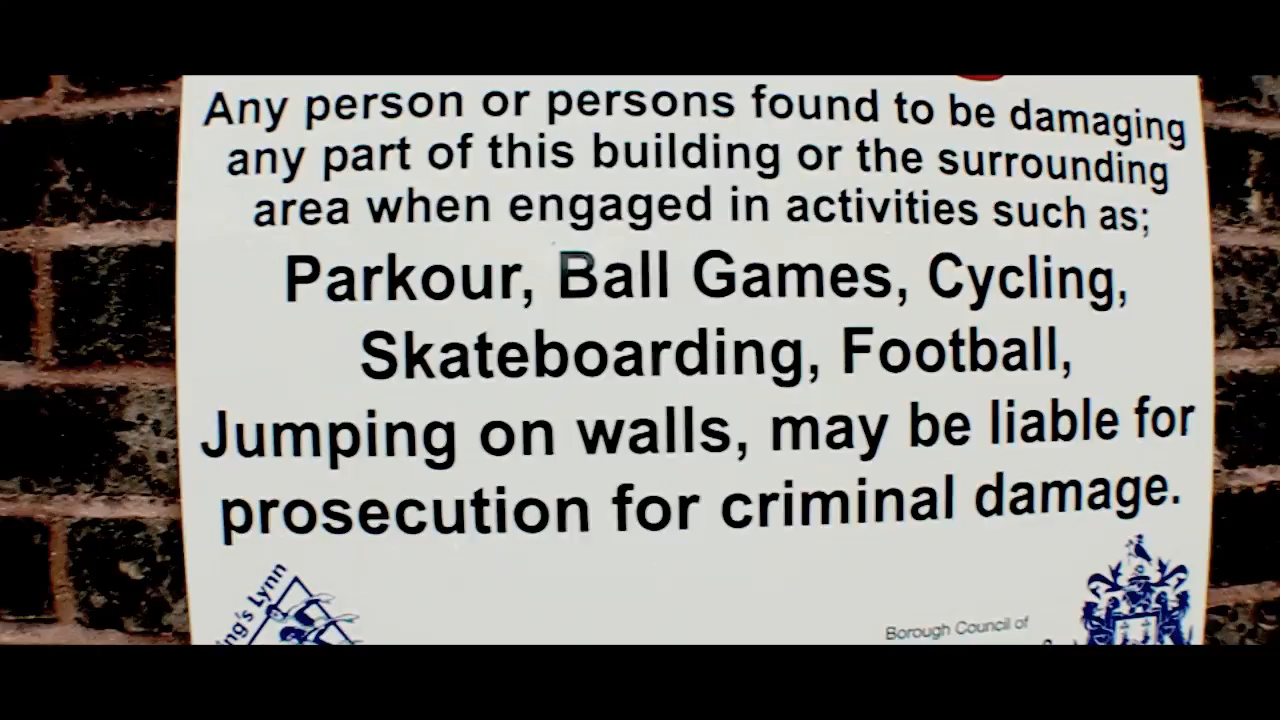 Any person or persons found to be damaging
any part of this building or the surrounding
area when engaged in activities such as;
Parkour, Ball Games, Cycling,
Skateboarding, Football,
Jumping on walls, may be liable for
prosecution for criminal damage.
ing's Lynn
Borough Council of